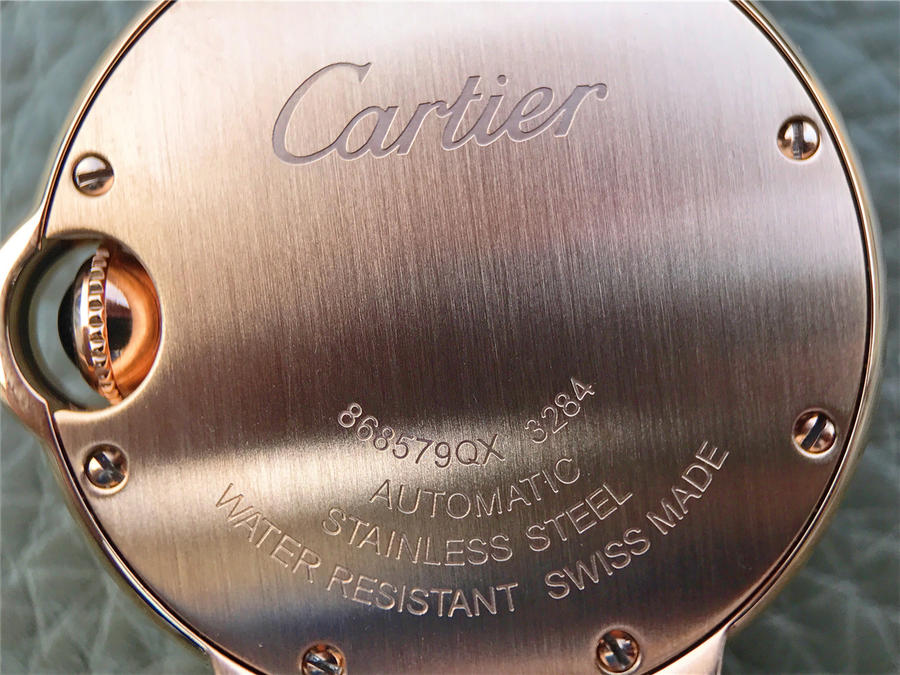 Cartier
868579QX 3284
AUTOMATIC
STAINLESS STEEL
WATER RESISTANT SWISS MADE